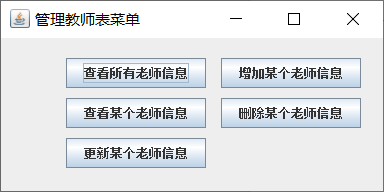 管理教师表菜单
查看所有老师信息
增加某个老师信息
查看某个老师信息
删除某个老师信息
更新某个老师信息